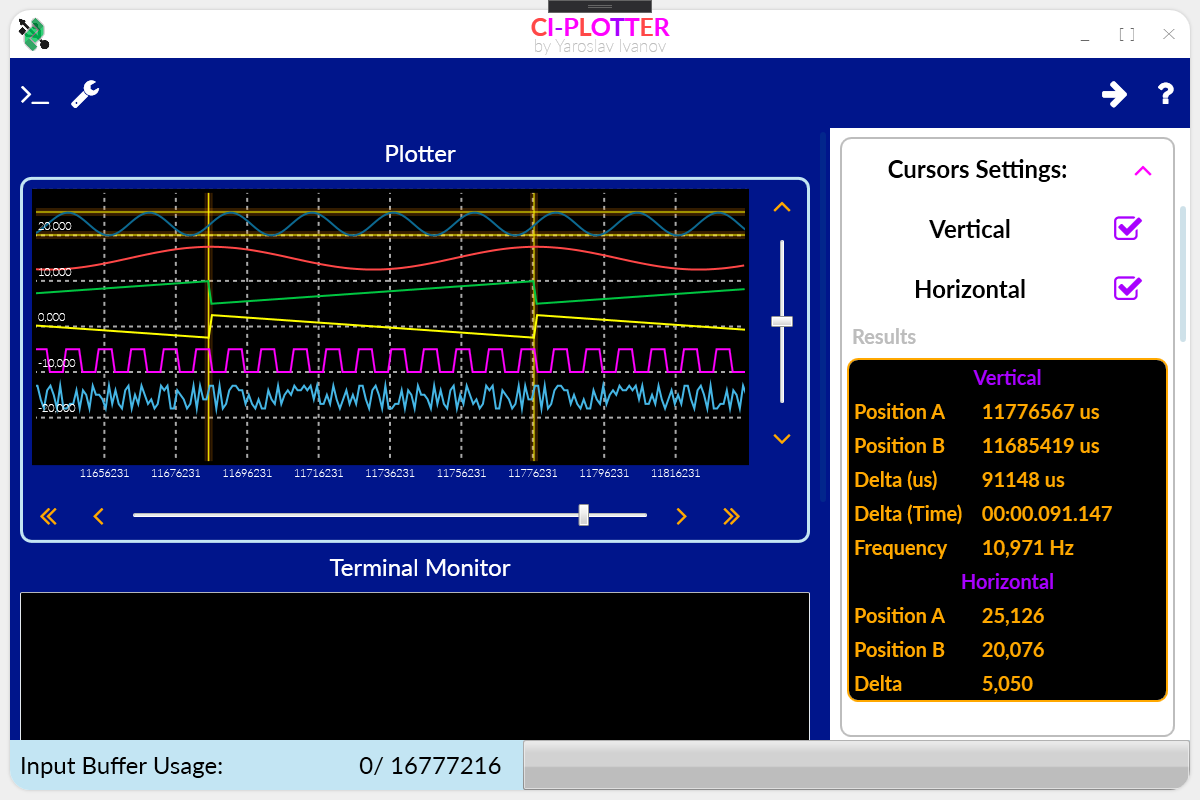 CI-PLOTTER
by Yaroslav Ivanov
>_
?
Plotter
20,000
10,000
0,000
-10,000
-20,000
11656231 11676231 11696231 11716231 11736231 11756231 11776231 11796231 11816231
Terminal Monitor
Input Buffer Usage: 0/ 16777216
Cursors Settings:
Vertical
Horizontal
Results
Vertical
Position A 11776567 us
Position B 11685419 us
Delta (us) 91148 us
Delta (Time) 00:00.091.147
Frequency 10,971 Hz
Horizontal
Position A 25,126
Position B 20,076
Delta 5,050